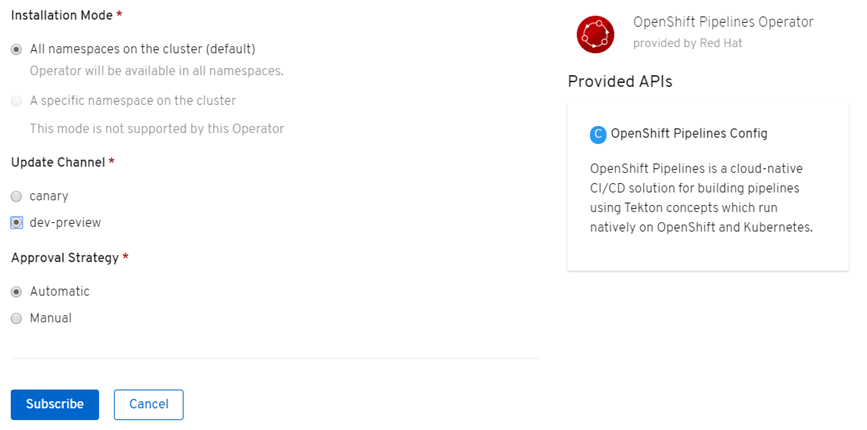 Installation Mode *
All namespaces on the cluster (default)
Operator will be available in all namespaces.
A specific namespace on the cluster
This mode is not supported by this Operator
Update Channel *
canary
dev-preview
Approval Strategy *
Automatic
Manual
Subscribe
Cancel
OpenShift Pipelines Operator
provided by Red Hat
Provided APIs
C OpenShift Pipelines Config
OpenShift Pipelines is a cloud-native
CI/CD solution for building pipelines
using Tekton concepts which run
natively on OpenShift and Kubernetes.